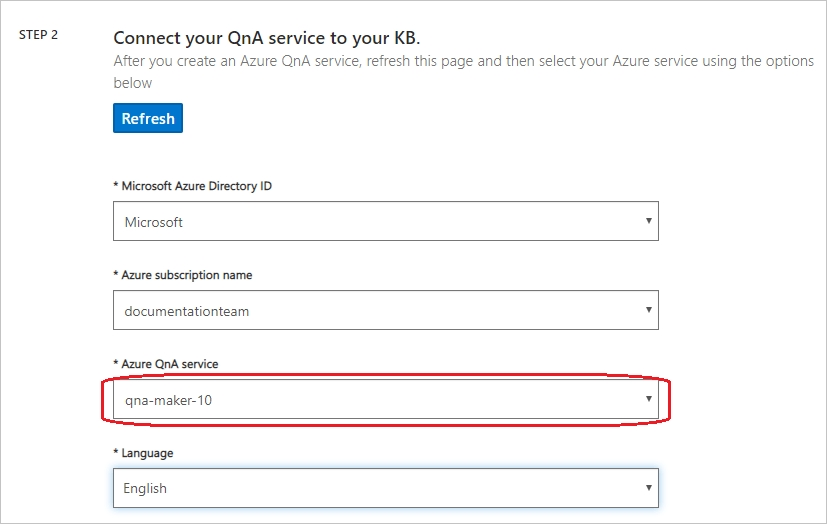 STEP 2
Connect your QnA service to your KB.
After you create an Azure QnA service, refresh this page and then select your Azure service using the options
below
Refresh
* Microsoft Azure Directory ID
Microsoft
* Azure subscription name
documentationteam
* Azure QnA service
qna-maker-10
* Language
English